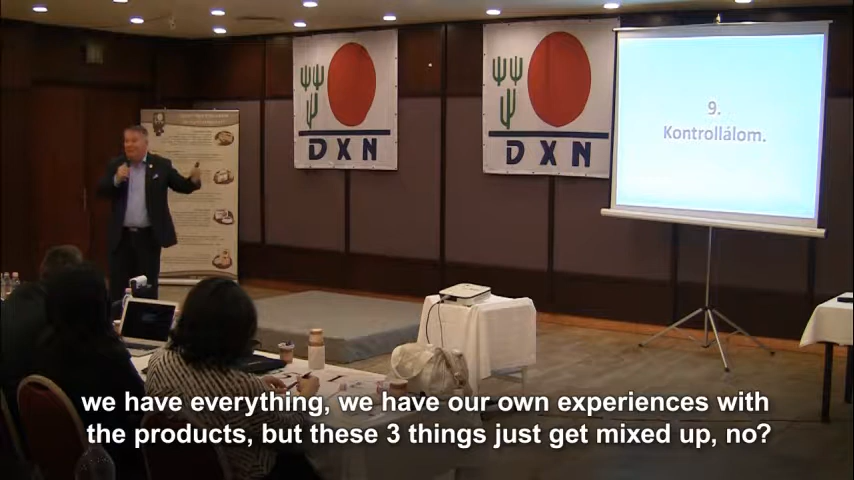 DXN
DXN
9.
Kontrollálom.
we have everything, we have our own experiences with
the products, but these 3 things just get mixed up, no?